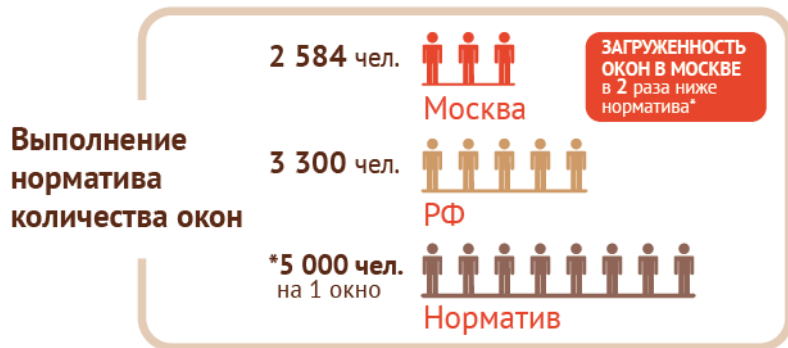 Выполнение
норматива
количества окон
2 584 чел.
Москва
ЗАГРУЖЕННОСТЬ
ОКОН В МОСКВЕ
в 2 раза ниже
норматива*
3 300 чел.
РФ
*5 000 чел.
на 1 окно
Норматив